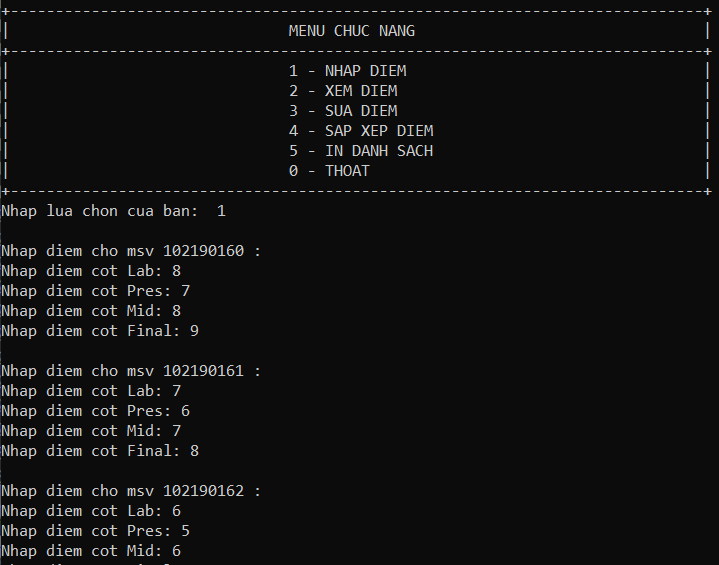 MENU CHUC NANG
1 - NHAP DIEM
2 - XEM DIEM
3 - SUA DIEM
4 - SAP XEP DIEM
5 - IN DANH SACH
0 - THOAT
Nhap lua chon cua ban:  1
Nhap diem cho msv 102190160 :
Nhap diem cot Lab: 8
Nhap diem cot Pres: 7
Nhap diem cot Mid: 8
Nhap diem cot Final: 9
Nhap diem cho msv 102190161 :
Nhap diem cot Lab: 7
Nhap diem cot Pres: 6
Nhap diem cot Mid: 7
Nhap diem cot Final: 8
Nhap diem cho msv 102190162 :
Nhap diem cot Lab: 6
Nhap diem cot Pres: 5
Nhap diem cot Mid: 6